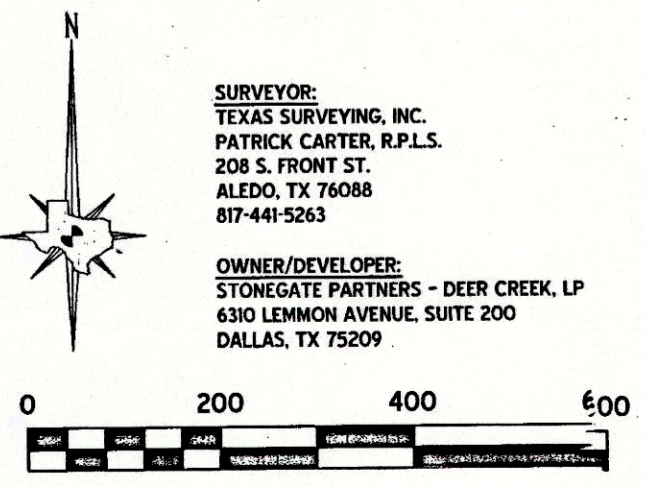 N
SURVEYOR:
TEXAS SURVEYING, INC.
PATRICK CARTER, R.P.L.S.
208 S. FRONT ST.
ALEDO, TX 76088
817-441-5263
OWNER/DEVELOPER:
STONEGATE PARTNERS - DEER CREEK, LP
6310 LEMMON AVENUE, SUITE 200
DALLAS, TX 75209
0 200 400 600